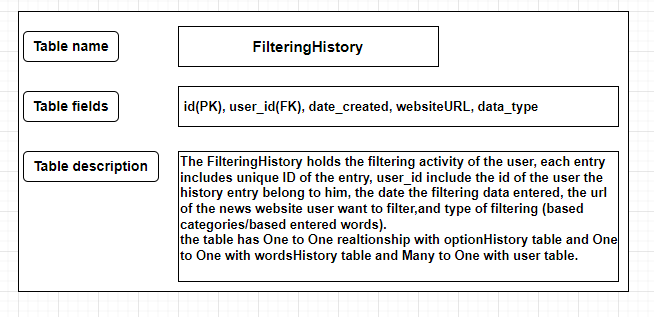 Table name
FilteringHistory
Table fields
id(PK), user_id(FK), date_created, websiteURL, data_type
Table description
The FilteringHistory holds the filtering activity of the user, each entry
includes unique ID of the entry, user_id include the id of the user the
history entry belong to him, the date the filtering data entered, the url
of the news website user want to filter,and type of filtering (based
categories/based entered words).
the table has One to One realtionship with optionHistory table and One
to One with wordsHistory table and Many to One with user table.